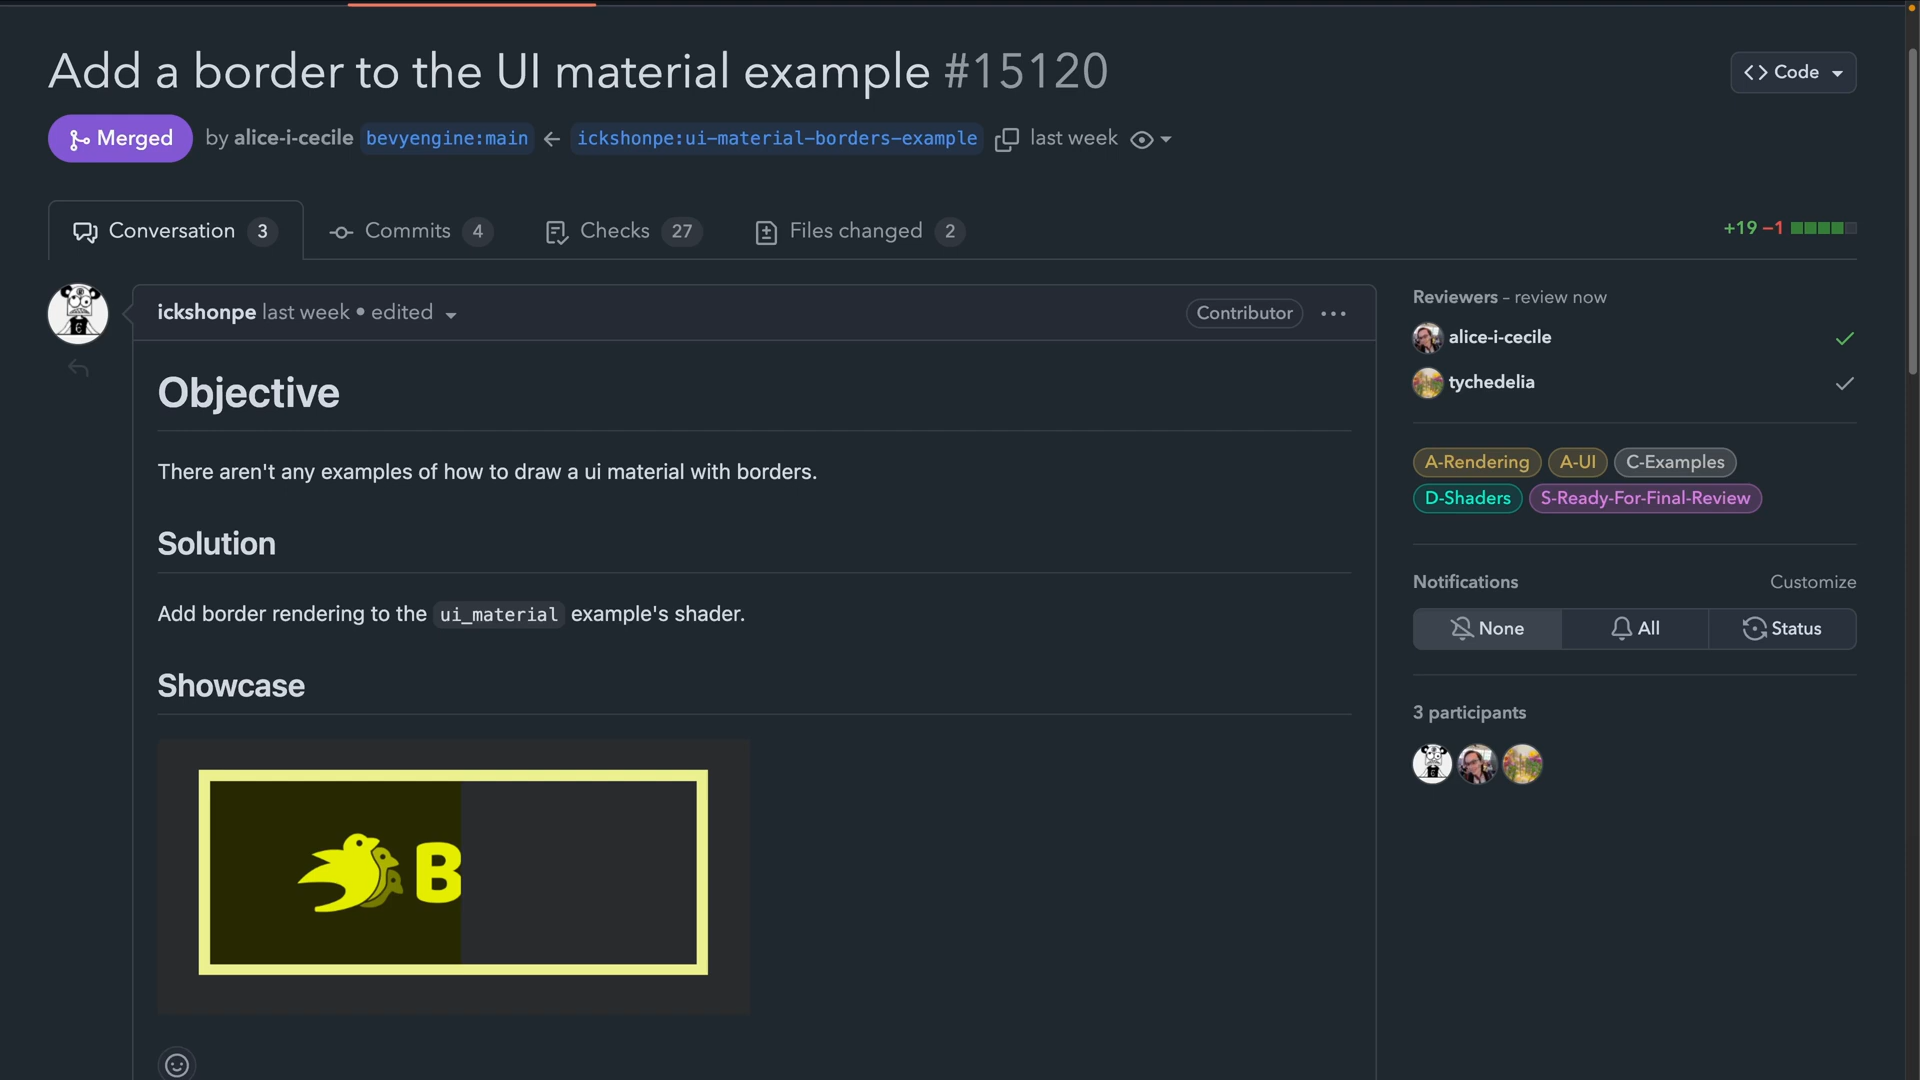 Add a border to the UI material example #15120
Code
Merged by alice-i-cecile bevyengine:main ← ickshonpe:ui-material-borders-example last week
Conversation 3 Commits 4 Checks 27 Files changed 2 +19 −1
ickshonpe last week • edited Contributor
Objective
There aren't any examples of how to draw a ui material with borders.
Solution
Add border rendering to the ui_material example's shader.
Showcase
B
Reviewers – review now
alice-i-cecile
tychedelia
A-Rendering A-UI C-Examples
D-Shaders S-Ready-For-Final-Review
Notifications Customize
None All Status
3 participants